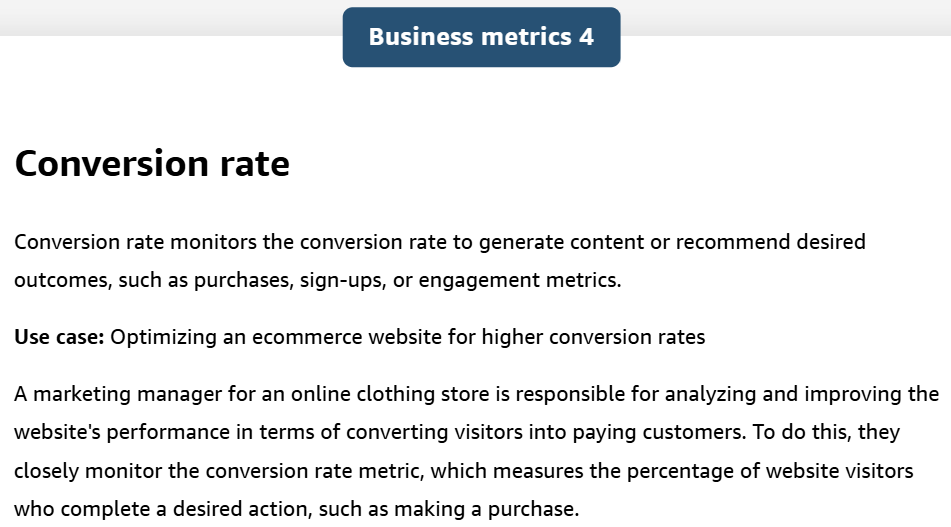 Business metrics 4
Conversion rate
Conversion rate monitors the conversion rate to generate content or recommend desired
outcomes, such as purchases, sign-ups, or engagement metrics.
Use case: Optimizing an ecommerce website for higher conversion rates
A marketing manager for an online clothing store is responsible for analyzing and improving the
website's performance in terms of converting visitors into paying customers. To do this, they
closely monitor the conversion rate metric, which measures the percentage of website visitors
who complete a desired action, such as making a purchase.